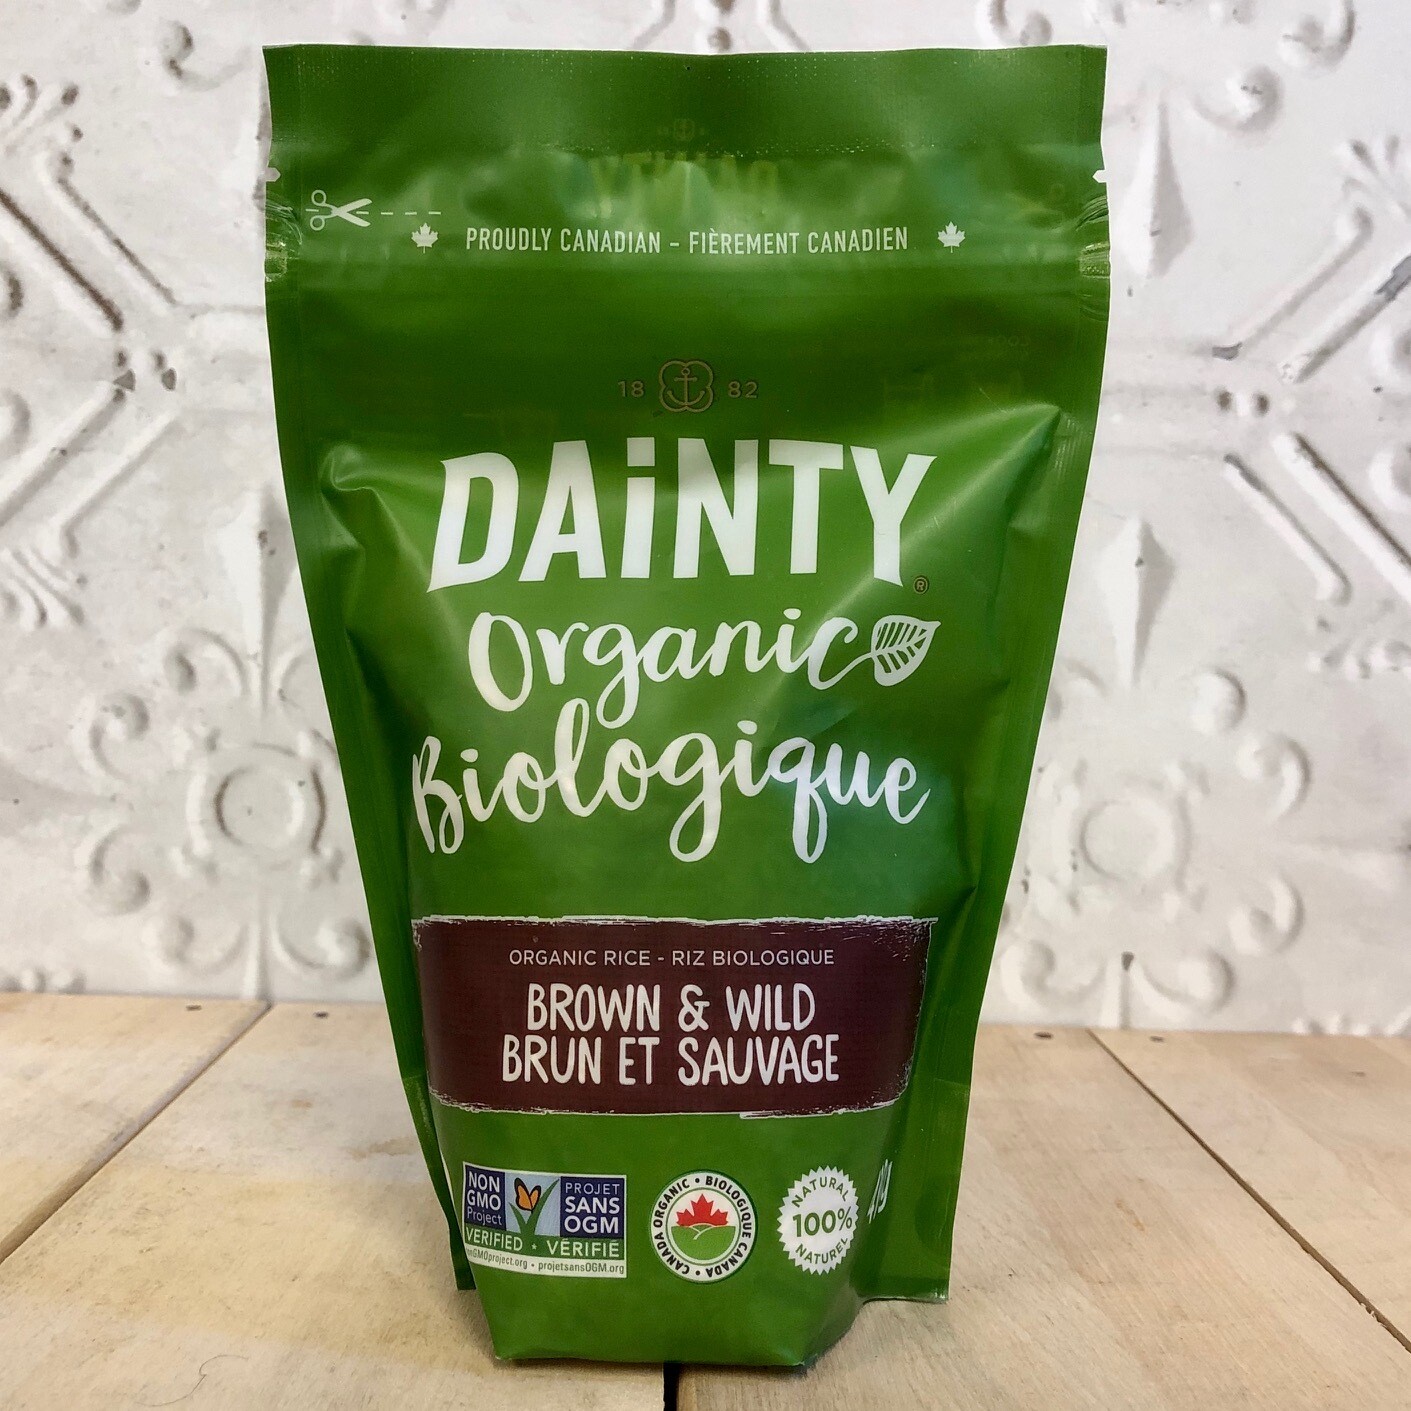 PROUDLY CANADIAN - FIÈREMENT CANADIEN
18 82
DAiNTY®
Organic
Biologique
ORGANIC RICE - RIZ BIOLOGIQUE
BROWN & WILD
BRUN ET SAUVAGE
NON GMO Project
PROJET SANS OGM
VERIFIED • VÉRIFIÉ
projetsansOGM.org
CANADA ORGANIC • BIOLOGIQUE CANADA •
NATURAL
100%
NATUREL